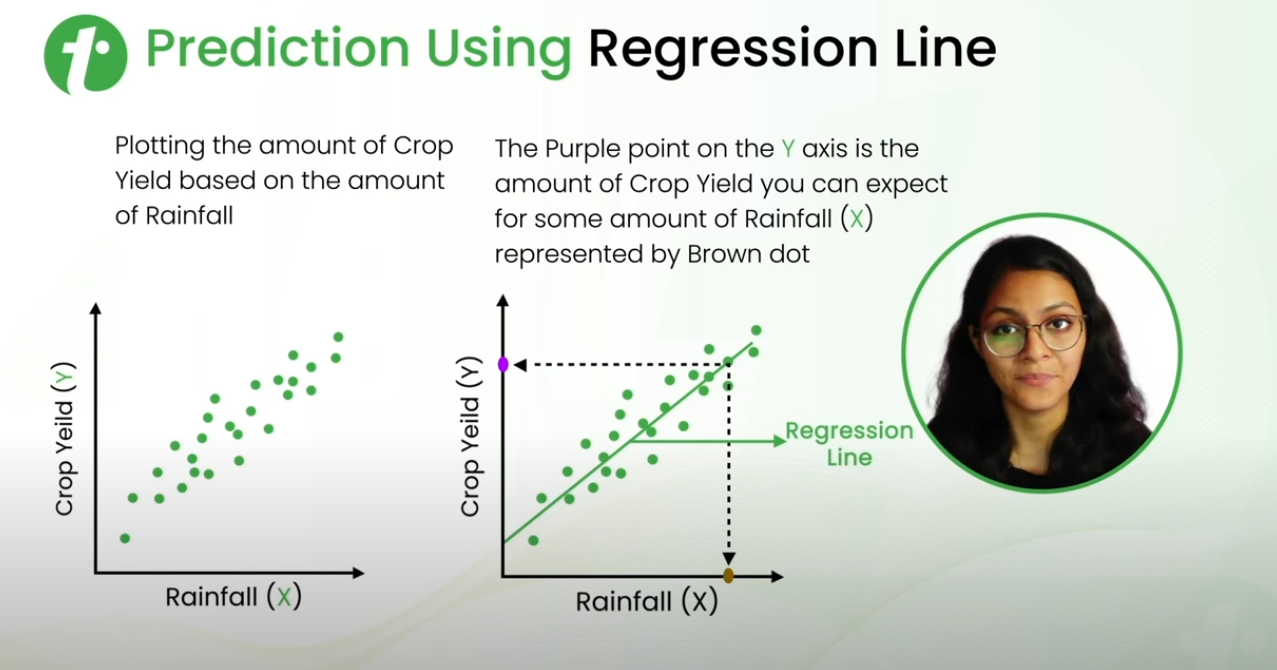 Prediction Using Regression Line
Plotting the amount of Crop
Yield based on the amount
of Rainfall
The Purple point on the Y axis is the
amount of Crop Yield you can expect
for some amount of Rainfall (X)
represented by Brown dot
Crop Yeild (Y)
Rainfall (X)
Crop Yeild (Y)
Rainfall (X)
Regression
Line